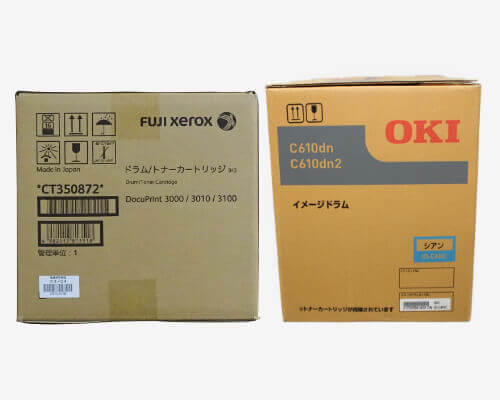 FUJI xerox
Made in Japan
ドラム/トナーカートリッジ
Drum/Toner Cartridge
*CT350872*
DocuPrint 3000 / 3010 / 3100
管理単位：1
OKI
C610dn
C610dn2
イメージドラム
シアン
※トナーカートリッジが同梱されています